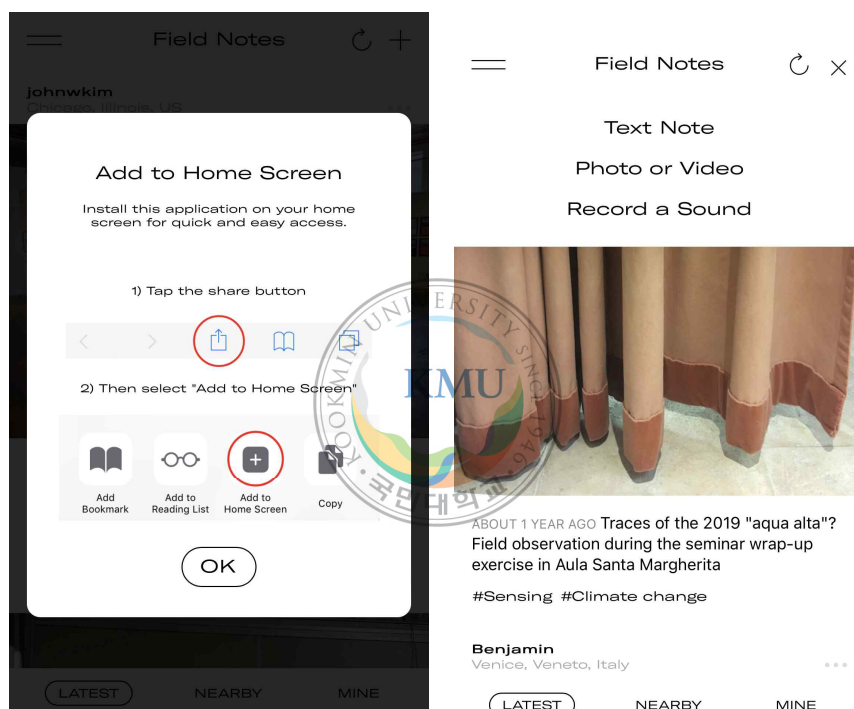 Field Notes
johnwkim
Chicago, Illinois, US
Add to Home Screen
Install this application on your home
screen for quick and easy access.
1) Tap the share button
2) Then select "Add to Home Screen"
Add
Bookmark
Add to
Reading List
Add to
Home Screen
Copy
OK
LATEST
NEARBY
MINE
Field Notes
Text Note
Photo or Video
Record a Sound
ABOUT 1 YEAR AGO Traces of the 2019 "aqua alta"?
Field observation during the seminar wrap-up
exercise in Aula Santa Margherita
#Sensing #Climate change
Benjamin
Venice, Veneto, Italy
LATEST
NEARBY
MINE
KOOKMIN UNIVERSITY SINCE 1946
KMU
국민대학교